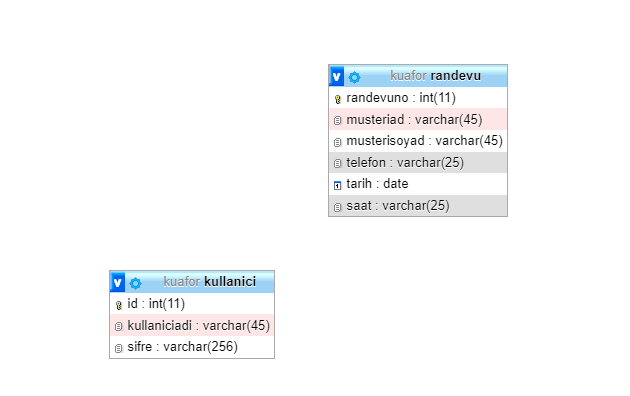 v kuafor randevu
randevuno : int(11)
musteriad : varchar(45)
musterisoyad : varchar(45)
telefon : varchar(25)
tarih : date
saat : varchar(25)
v kuafor kullanici
id : int(11)
kullaniciadi : varchar(45)
sifre : varchar(256)